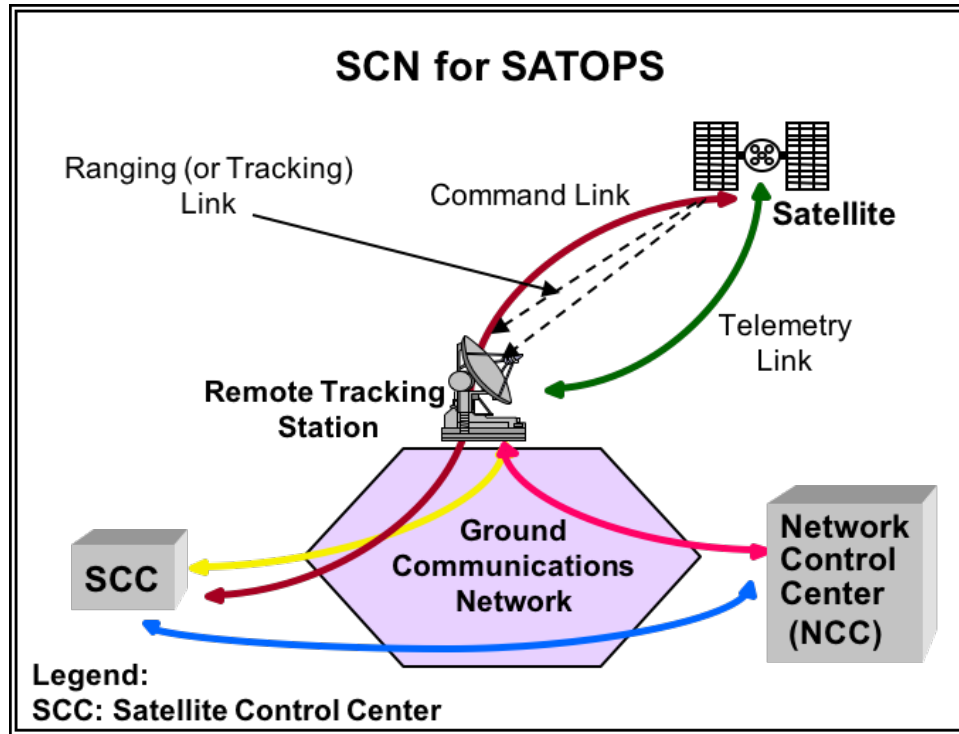 SCN for SATOPS
Ranging (or Tracking)
Link
Command Link
Satellite
Telemetry
Link
Remote Tracking
Station
Ground
Communications
Network
SCC
Network
Control
Center
(NCC)
Legend:
SCC: Satellite Control Center